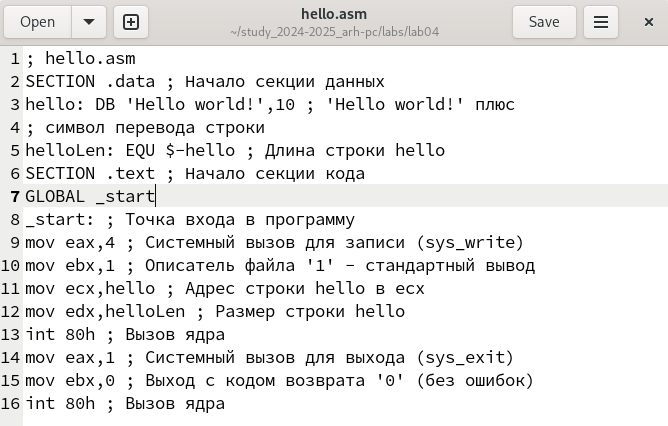 Open
hello.asm
~/study_2024-2025_arh-pc/labs/lab04
Save
1 ; hello.asm
2 SECTION .data ; Начало секции данных
3 hello: DB 'Hello world!',10 ; 'Hello world!' плюс
4 ; символ перевода строки
5 helloLen: EQU $-hello ; Длина строки hello
6 SECTION .text ; Начало секции кода
7 GLOBAL _start
8 _start: ; Точка входа в программу
9 mov eax,4 ; Системный вызов для записи (sys_write)
10 mov ebx,1 ; Описатель файла '1' - стандартный вывод
11 mov ecx,hello ; Адрес строки hello в ecx
12 mov edx,helloLen ; Размер строки hello
13 int 80h ; Вызов ядра
14 mov eax,1 ; Системный вызов для выхода (sys_exit)
15 mov ebx,0 ; Выход с кодом возврата '0' (без ошибок)
16 int 80h ; Вызов ядра